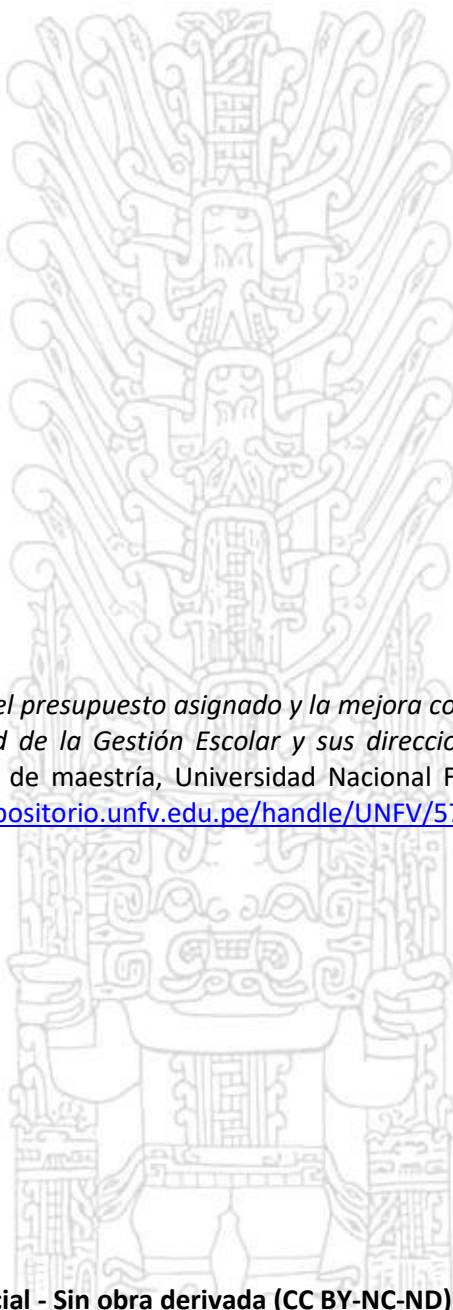 el presupuesto asignado y la mejora co
d de la Gestión Escolar y sus direccio
de maestría, Universidad Nacional F
positorio.unfv.edu.pe/handle/UNFV/57
cial - Sin obra derivada (CC BY-NC-ND)